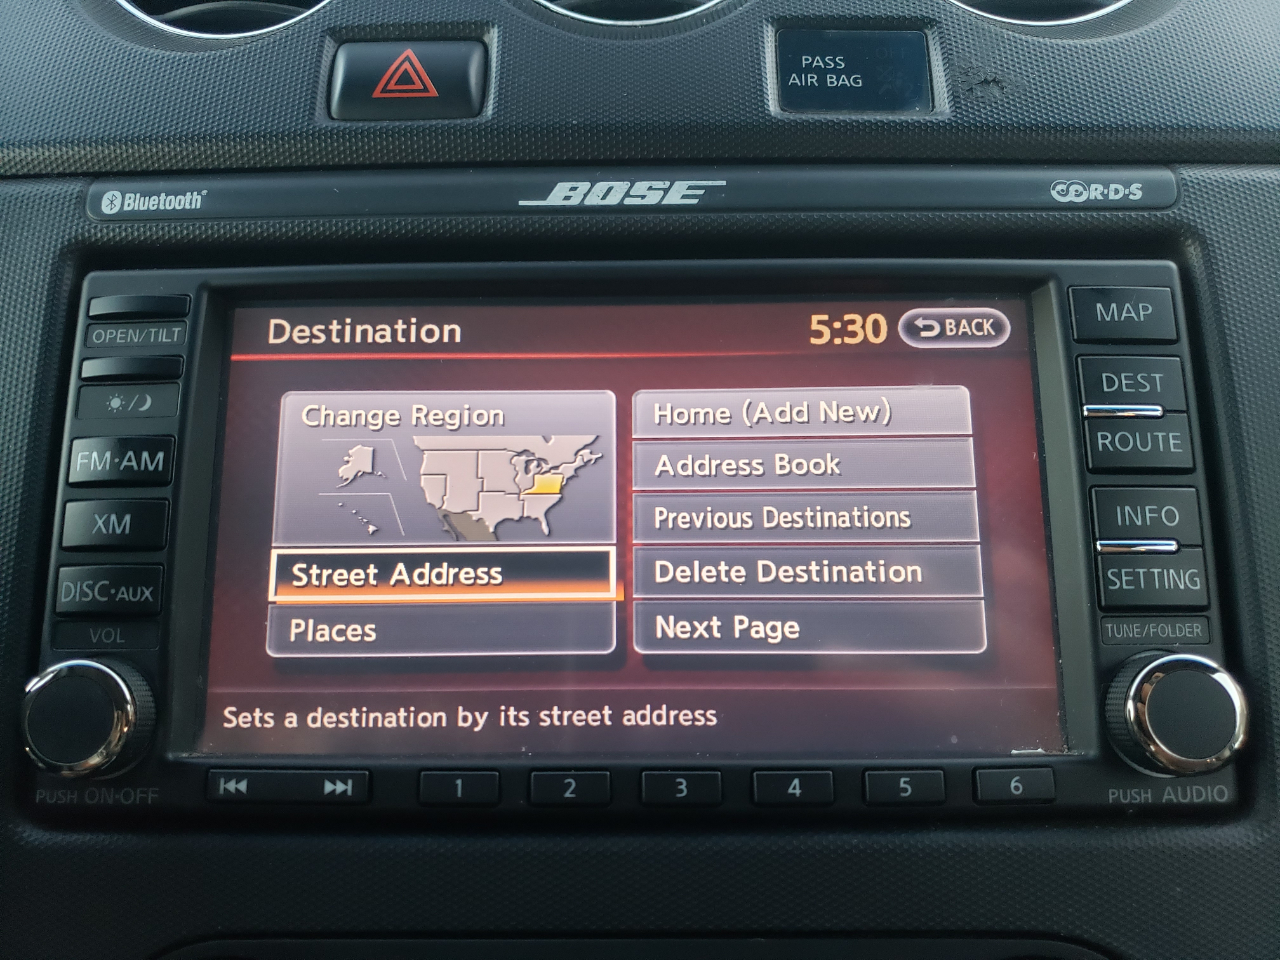 PASS
AIR BAG
Bluetooth
BOSE
R·D·S
OPEN/TILT
FM·AM
XM
DISC·AUX
VOL
PUSH ON·OFF
Destination
5:30
BACK
Change Region
Street Address
Places
Home (Add New)
Address Book
Previous Destinations
Delete Destination
Next Page
Sets a destination by its street address
MAP
DEST
ROUTE
INFO
SETTING
TUNE/FOLDER
PUSH AUDIO
1 2 3 4 5 6